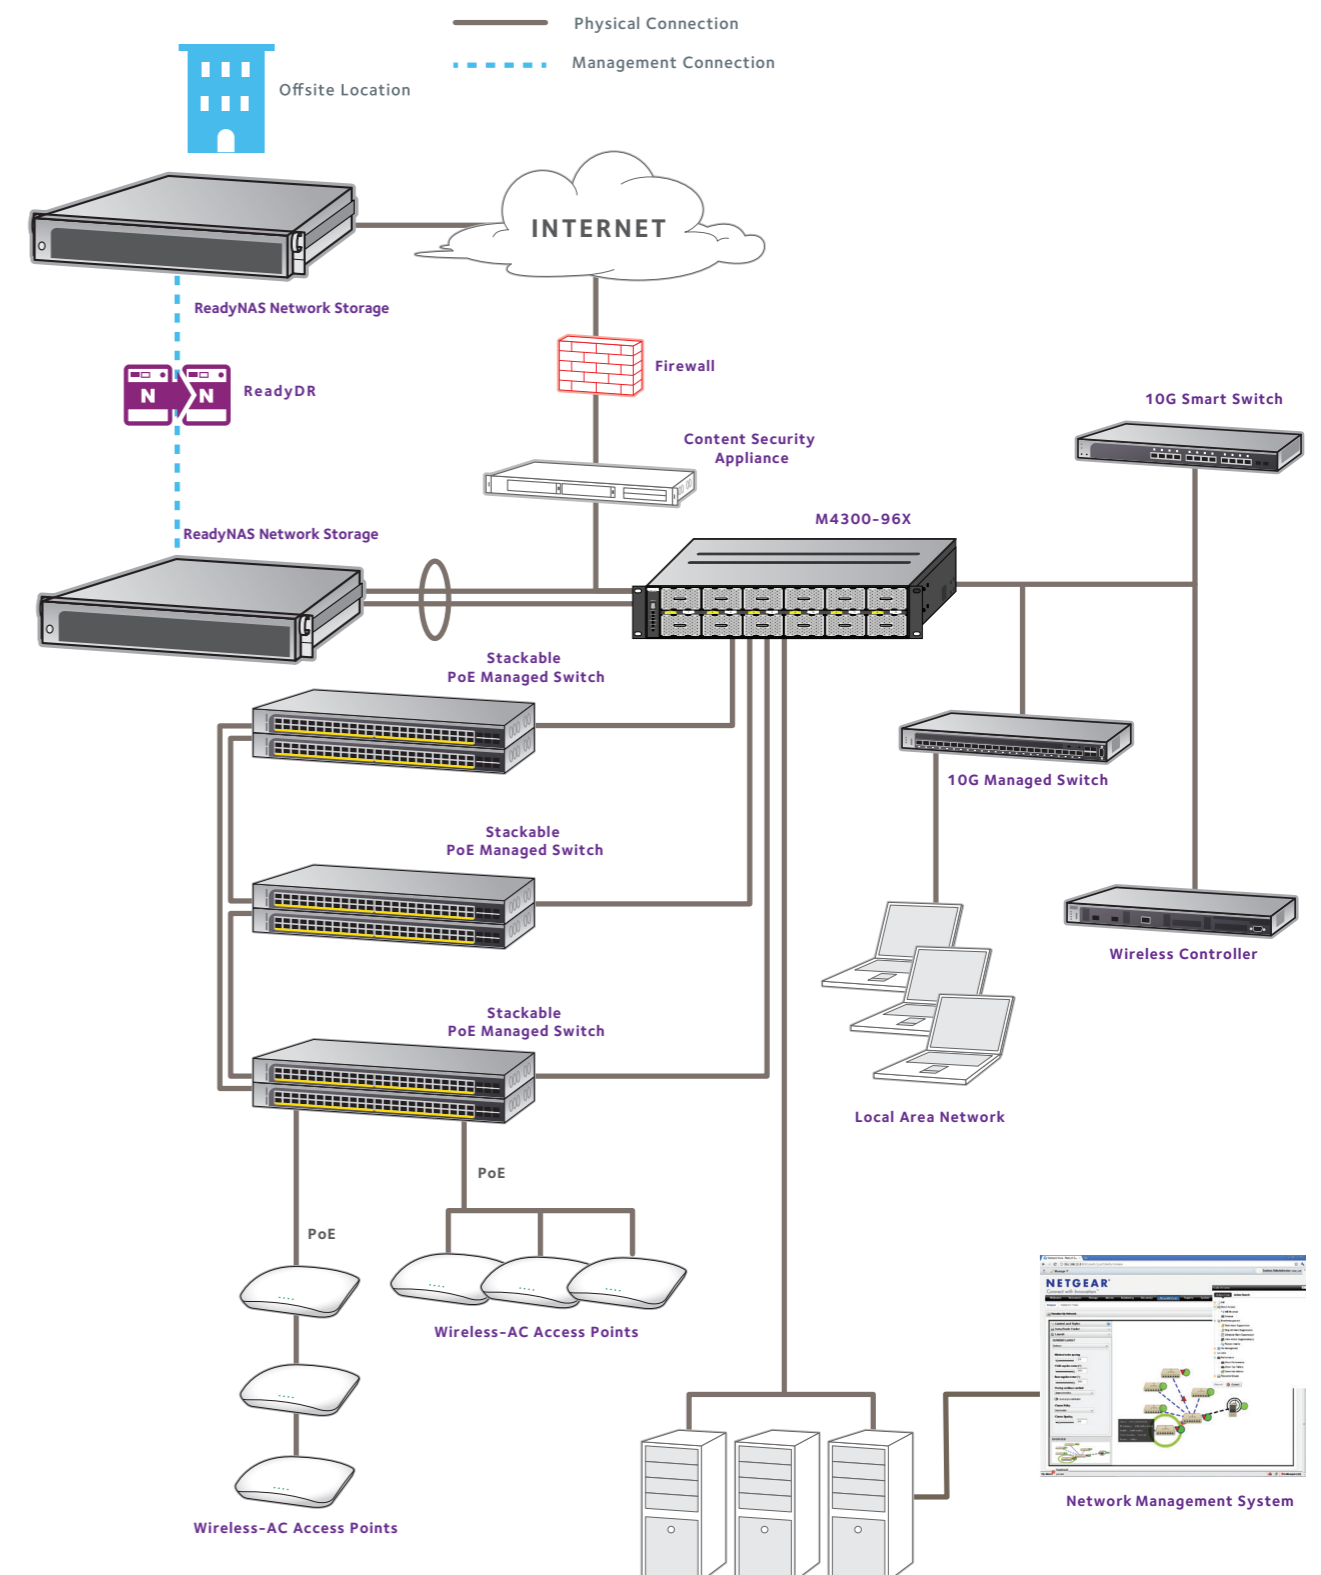 Physical Connection
Management Connection
Offsite Location
INTERNET
ReadyNAS Network Storage
Firewall
N N
ReadyDR
10G Smart Switch
Content Security
Appliance
M4300-96X
ReadyNAS Network Storage
Stackable
PoE Managed Switch
10G Managed Switch
Stackable
PoE Managed Switch
Wireless Controller
Stackable
PoE Managed Switch
Local Area Network
PoE
PoE
NETGEAR
Connect with Innovation
Wireless-AC Access Points
Network Management System
Wireless-AC Access Points